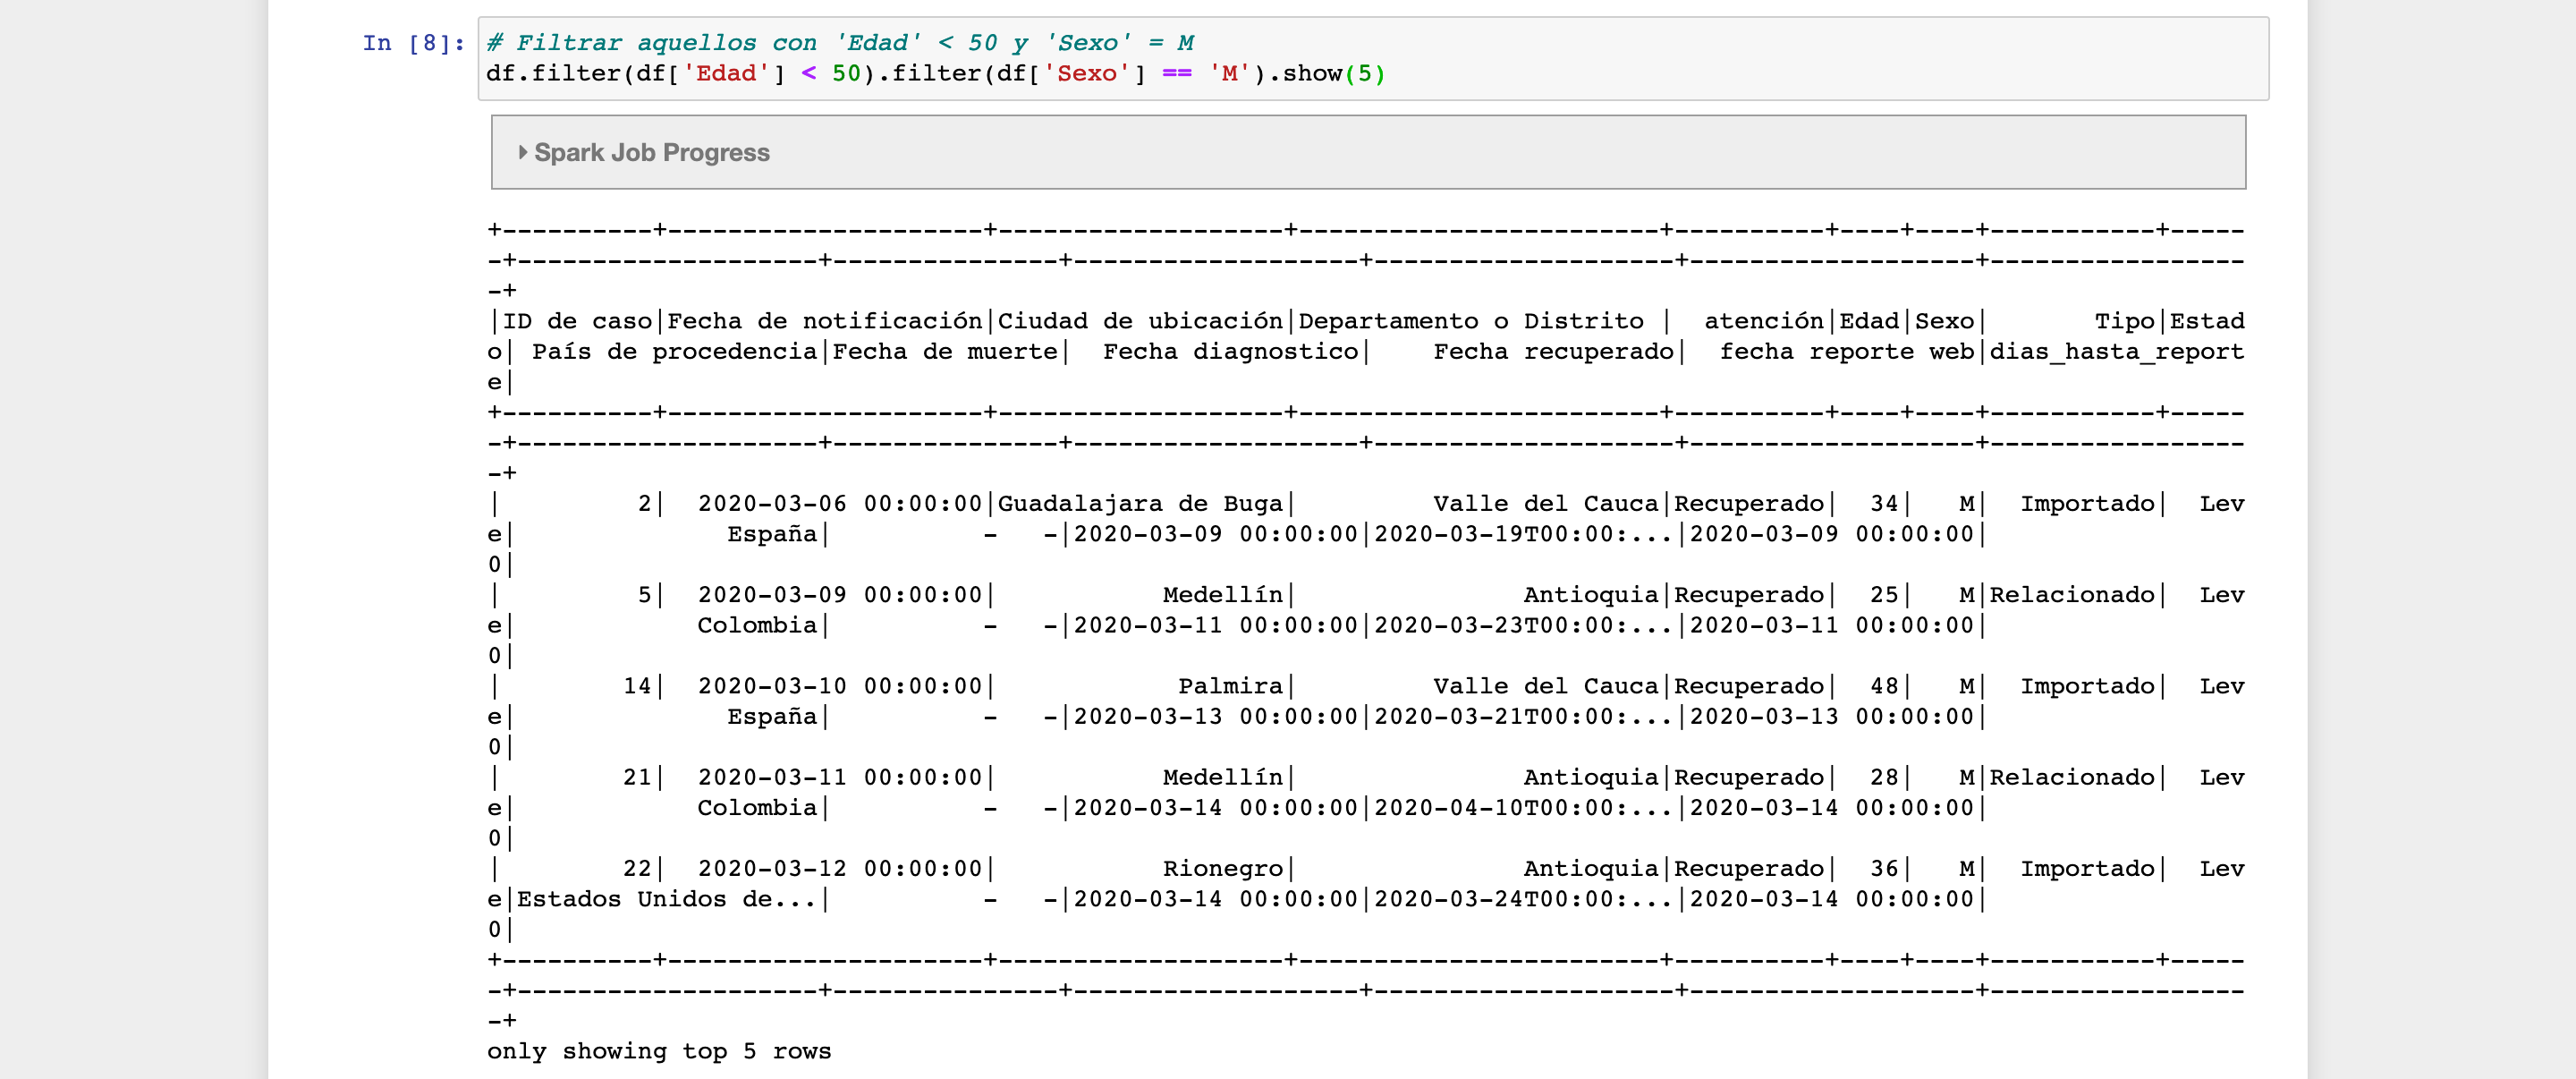 In [8]: # Filtrar aquellos con 'Edad' < 50 y 'Sexo' = M
df.filter(df['Edad'] < 50).filter(df['Sexo'] == 'M').show(5)
Spark Job Progress
+----------+---------------------+-------------------+------------------------+----------+----+----+-----------+-----
-+--------------------+---------------+-------------------+--------------------+-------------------+-----------------
-+
|ID de caso|Fecha de notificación|Ciudad de ubicación|Departamento o Distrito |  atención|Edad|Sexo|       Tipo|Estad
o| País de procedencia|Fecha de muerte|  Fecha diagnostico|    Fecha recuperado|  fecha reporte web|dias_hasta_report
e|
+----------+---------------------+-------------------+------------------------+----------+----+----+-----------+-----
-+--------------------+---------------+-------------------+--------------------+-------------------+-----------------
-+
|         2|  2020-03-06 00:00:00|Guadalajara de Buga|         Valle del Cauca|Recuperado|  34|   M|  Importado|  Lev
e|              España|          -   -|2020-03-09 00:00:00|2020-03-19T00:00:...|2020-03-09 00:00:00|
0|
|         5|  2020-03-09 00:00:00|           Medellín|               Antioquia|Recuperado|  25|   M|Relacionado|  Lev
e|            Colombia|          -   -|2020-03-11 00:00:00|2020-03-23T00:00:...|2020-03-11 00:00:00|
0|
|        14|  2020-03-10 00:00:00|            Palmira|         Valle del Cauca|Recuperado|  48|   M|  Importado|  Lev
e|              España|          -   -|2020-03-13 00:00:00|2020-03-21T00:00:...|2020-03-13 00:00:00|
0|
|        21|  2020-03-11 00:00:00|           Medellín|               Antioquia|Recuperado|  28|   M|Relacionado|  Lev
e|            Colombia|          -   -|2020-03-14 00:00:00|2020-04-10T00:00:...|2020-03-14 00:00:00|
0|
|        22|  2020-03-12 00:00:00|           Rionegro|               Antioquia|Recuperado|  36|   M|  Importado|  Lev
e|Estados Unidos de...|          -   -|2020-03-14 00:00:00|2020-03-24T00:00:...|2020-03-14 00:00:00|
0|
+----------+---------------------+-------------------+------------------------+----------+----+----+-----------+-----
-+--------------------+---------------+-------------------+--------------------+-------------------+-----------------
-+
only showing top 5 rows